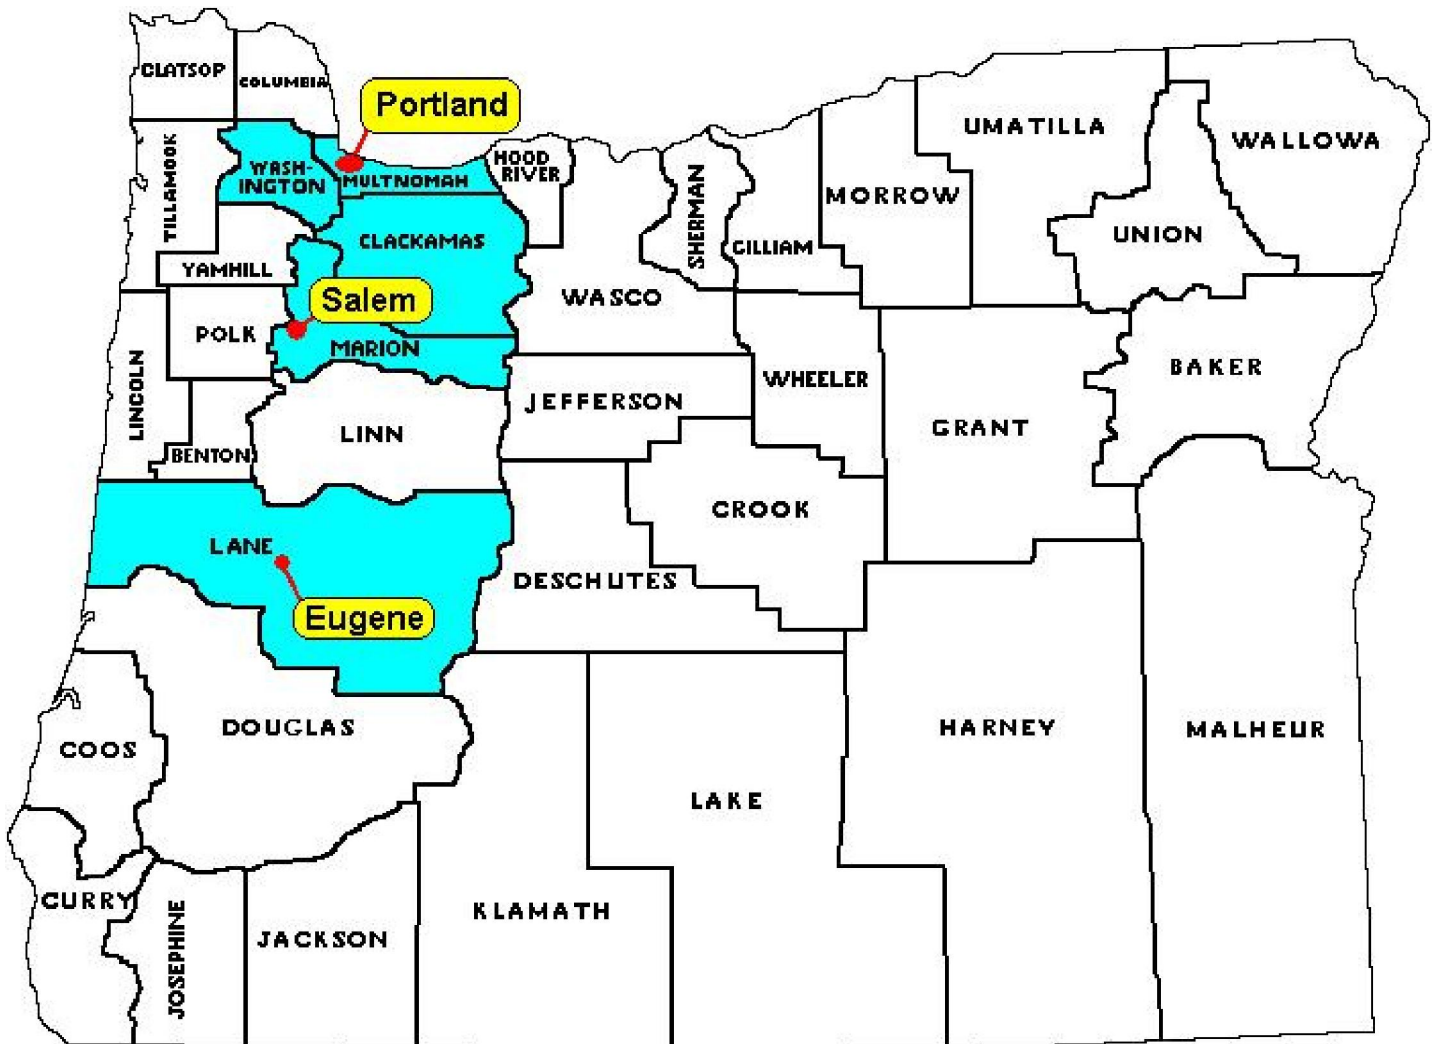 CLATSOP
COLUMBIA
Portland
TILLAMOOK
WASH-
INGTON
MULTNOMAH
HOOD
RIVER
SHERMAN
GILLIAM
MORROW
UMATILLA
UNION
WALLOWA
CLACKAMAS
YAMHILL
Salem
WASCO
POLK
MARION
LINCOLN
BENTON
LINN
JEFFERSON
WHEELER
GRANT
BAKER
CROOK
LANE
Eugene
DESCHUTES
DOUGLAS
COOS
HARNEY
MALHEUR
LAKE
CURRY
JOSEPHINE
JACKSON
KLAMATH